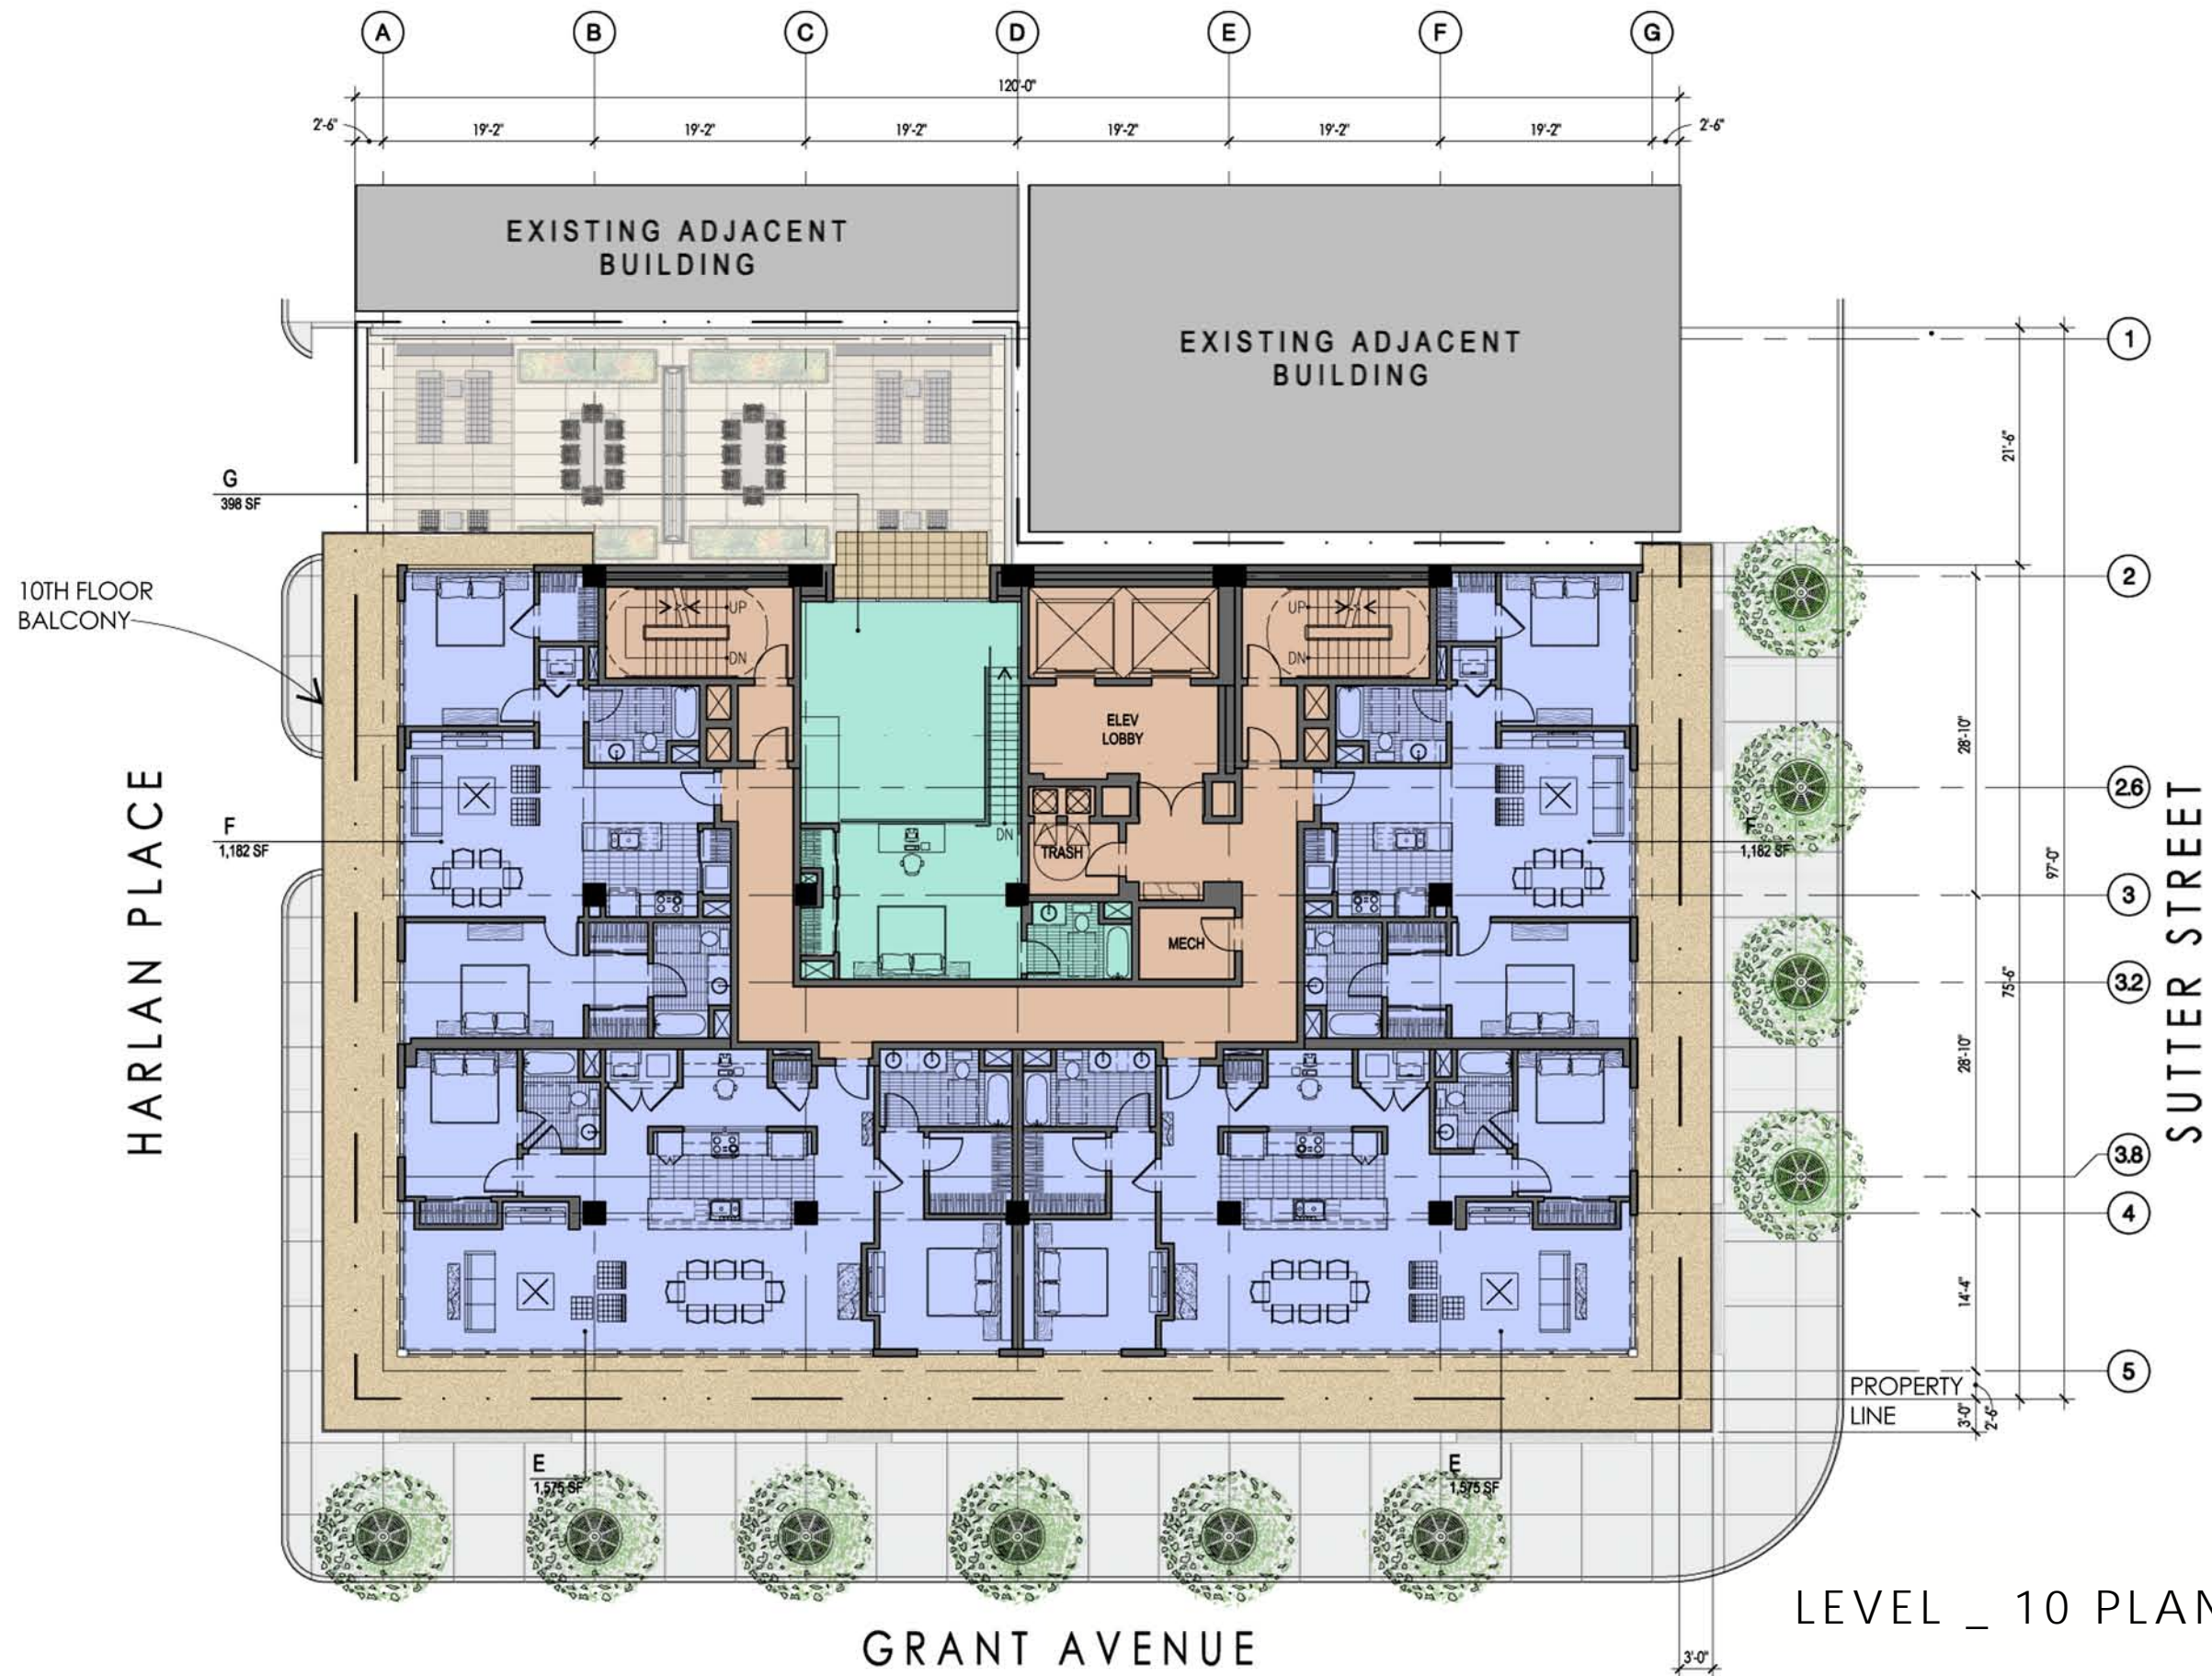 A B C D E F G
120'-0"
2'-6" 19'-2" 19'-2" 19'-2" 19'-2" 19'-2" 19'-2" 2'-6"
EXISTING ADJACENT
BUILDING
EXISTING ADJACENT
BUILDING
1
21'-6"
G
398 SF
10TH FLOOR
BALCONY
2
UP
DN
UP
DN
ELEV
LOBBY
28'-10"
2.6
HARLAN PLACE
F
1,182 SF
DN
TRASH
F
1,182 SF
97'-0"
3
SUTTER STREET
MECH
75'-6"
3.2
28'-10"
3.8
4
14'-4"
5
PROPERTY
LINE
3'-0"
2'-6"
E
1,575 SF
E
1,575 SF
LEVEL _ 10 PLAN
GRANT AVENUE
3'-0"